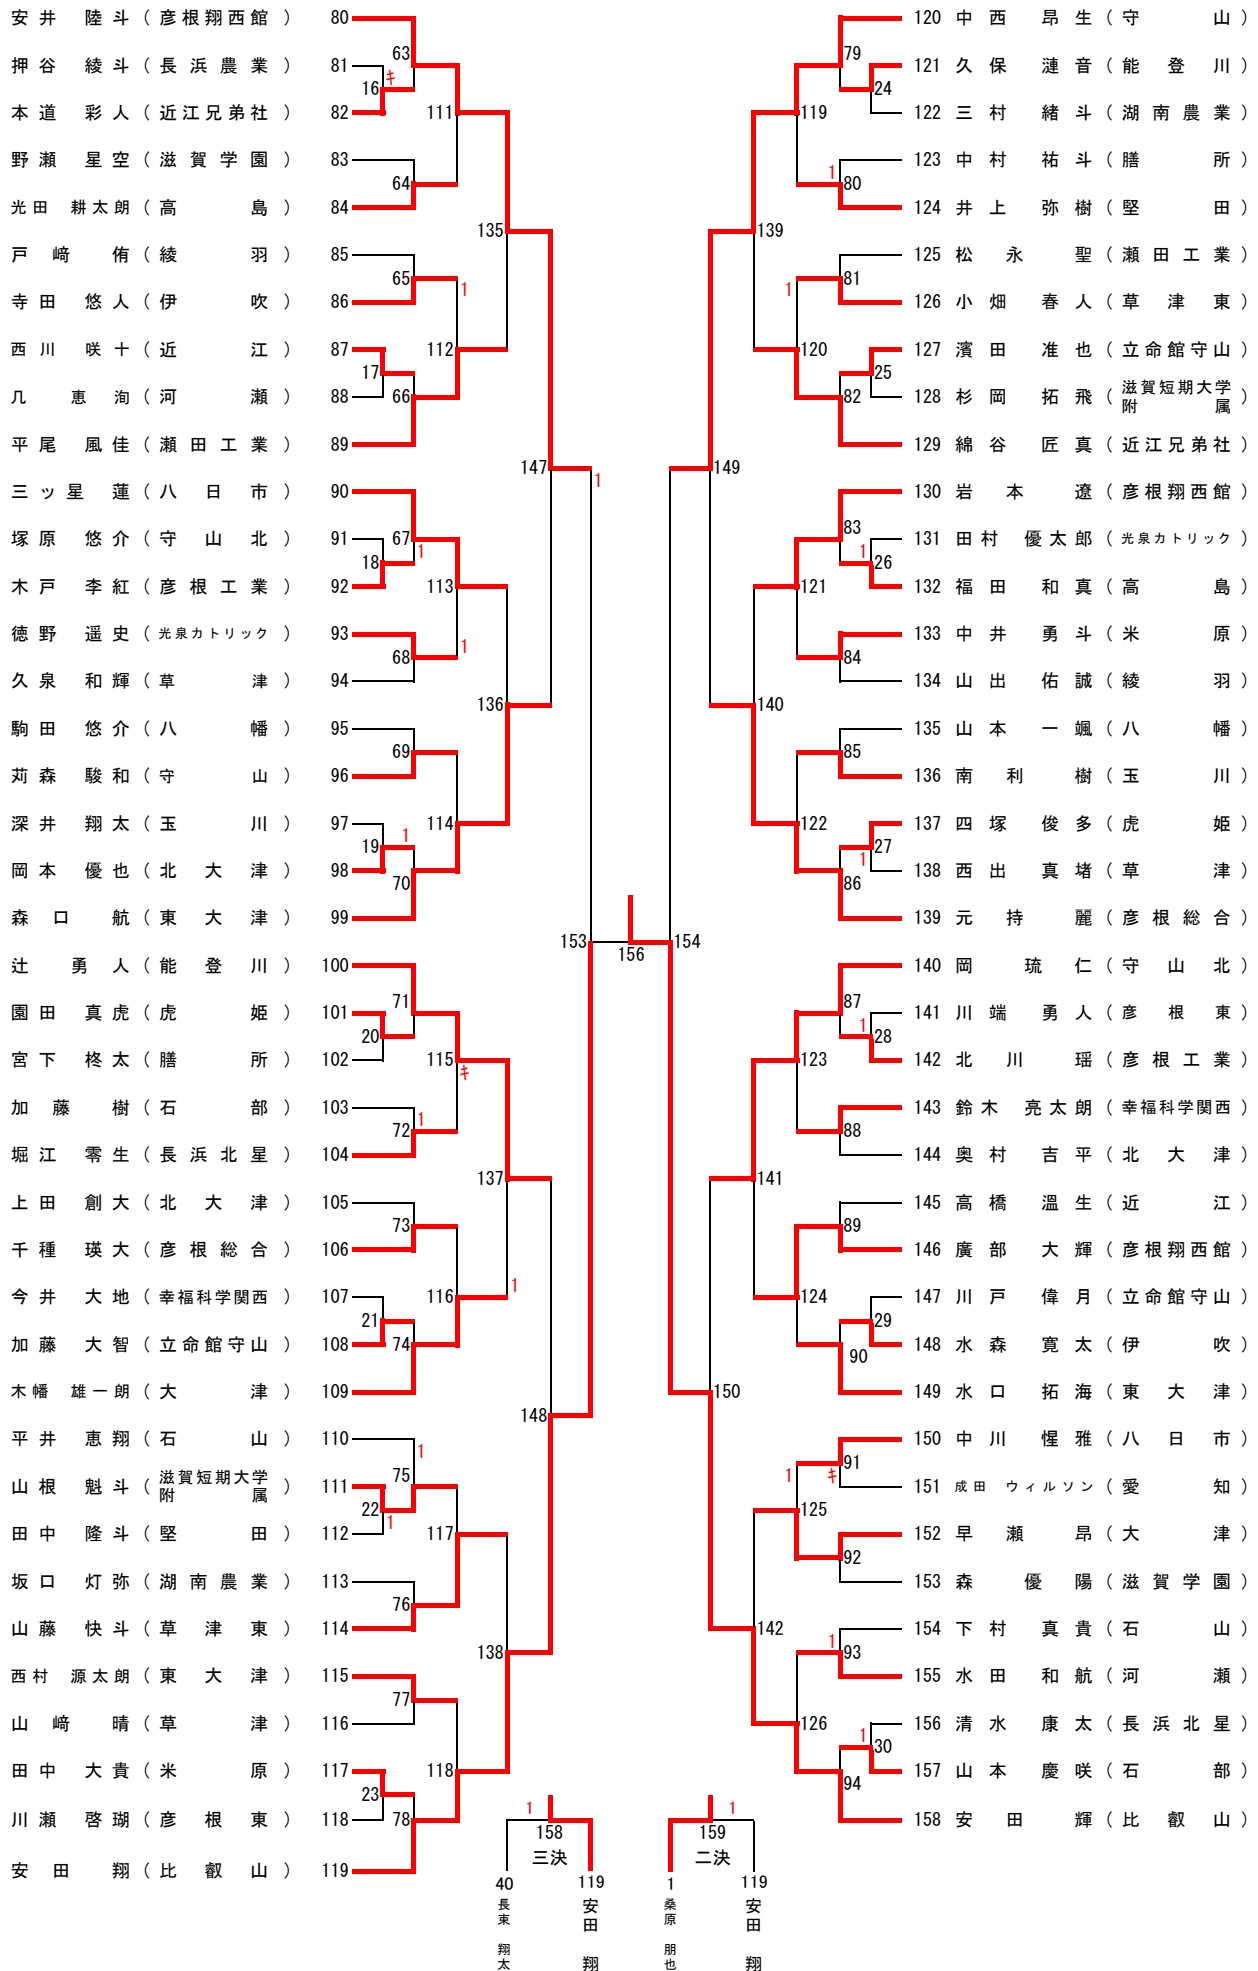 安井 陸斗 (彦根翔西館) 80
押谷 綾斗 (長浜農業) 81
本道 彩人 (近江兄弟社) 82
野瀬 星空 (滋賀学園) 83
光田 耕太朗 (高島) 84
戸﨑 侑 (綾羽) 85
寺田 悠人 (伊吹) 86
西川 咲十 (近江) 87
几 恵洵 (河瀬) 88
平尾 風佳 (瀬田工業) 89
三ッ星 蓮 (八日市) 90
塚原 悠介 (守山北) 91
木戸 李紅 (彦根工業) 92
徳野 遥史 (光泉カトリック) 93
久泉 和輝 (草津) 94
駒田 悠介 (八幡) 95
苅森 駿和 (守山) 96
深井 翔太 (玉川) 97
岡本 優也 (北大津) 98
森口 航 (東大津) 99
辻 勇人 (能登川) 100
園田 真虎 (虎姫) 101
宮下 柊太 (膳所) 102
加藤 樹 (石部) 103
堀江 零生 (長浜北星) 104
上田 創大 (北大津) 105
千種 瑛大 (彦根総合) 106
今井 大地 (幸福科学関西) 107
加藤 大智 (立命館守山) 108
木幡 雄一朗 (大津) 109
平井 恵翔 (石山) 110
山根 魁斗 (滋賀短期大学附属) 111
田中 隆斗 (堅田) 112
坂口 灯弥 (湖南農業) 113
山藤 快斗 (草津東) 114
西村 源太朗 (東大津) 115
山﨑 晴 (草津) 116
田中 大貴 (米原) 117
川瀬 啓瑚 (彦根東) 118
安田 翔 (比叡山) 119
16 キ
17
18
19 1
20
21
22 1
23
63
64
65 1
66
67 1
68 1
69
70
71
72 1
73
74
75 1
76
77
78
111
112
113
114
115 キ
116 1
117
118
135
136
137
138
147 1
148
153
156
154
149
150
139
140
141
142
119
120 1
121
122
123
124
125 1
126
79
80 1
81
82
83
84
85
86
87
88
89
90
91 キ
92
93 1
94
24
25
26 1
27 1
28 1
29
30 1
120 中西 昂生 (守山)
121 久保 漣音 (能登川)
122 三村 緒斗 (湖南農業)
123 中村 祐斗 (膳所)
124 井上 弥樹 (堅田)
125 松永 聖 (瀬田工業)
126 小畑 春人 (草津東)
127 濱田 准也 (立命館守山)
128 杉岡 拓飛 (滋賀短期大学附属)
129 綿谷 匠真 (近江兄弟社)
130 岩本 遼 (彦根翔西館)
131 田村 優太郎 (光泉カトリック)
132 福田 和真 (高島)
133 中井 勇斗 (米原)
134 山出 佑誠 (綾羽)
135 山本 一颯 (八幡)
136 南利 樹 (玉川)
137 四塚 俊多 (虎姫)
138 西出 真堵 (草津)
139 元持 麗 (彦根総合)
140 岡 琉仁 (守山北)
141 川端 勇人 (彦根東)
142 北川 瑶 (彦根工業)
143 鈴木 亮太朗 (幸福科学関西)
144 奥村 吉平 (北大津)
145 高橋 温生 (近江)
146 廣部 大輝 (彦根翔西館)
147 川戸 偉月 (立命館守山)
148 水森 寛太 (伊吹)
149 水口 拓海 (東大津)
150 中川 惺雅 (八日市)
151 成田 ウィルソン (愛知)
152 早瀬 昂 (大津)
153 森 優陽 (滋賀学園)
154 下村 真貴 (石山)
155 水田 和航 (河瀬)
156 清水 康太 (長浜北星)
157 山本 慶咲 (石部)
158 安田 輝 (比叡山)
1
158
三決
40 長東 翔太
119 安田 翔
1
159
二決
1 桑原 朋也
119 安田 翔